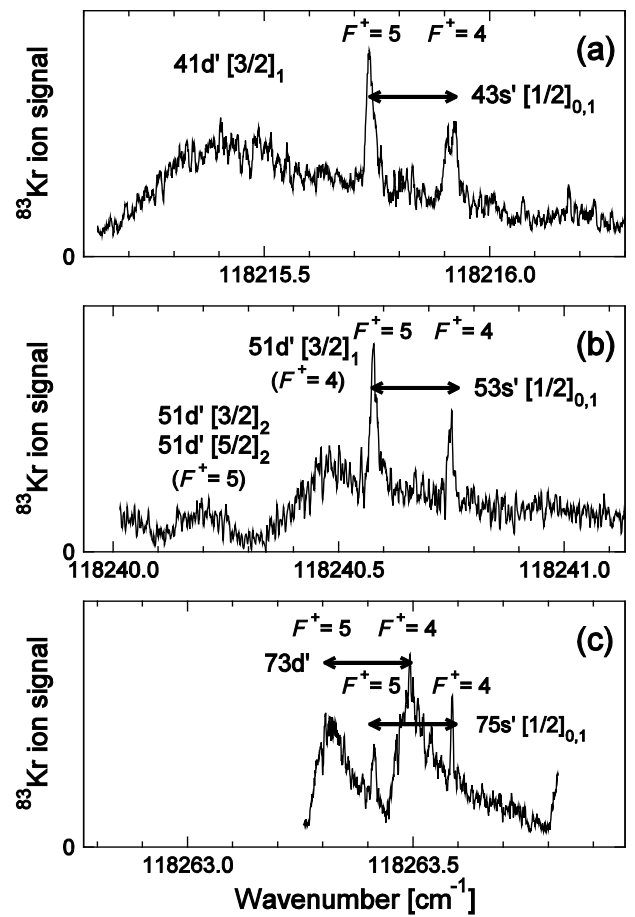 F⁺= 5 F⁺= 4 (a)
41d' [3/2]₁
43s' [1/2]₀,₁
⁸³Kr ion signal
0
118215.5 118216.0
51d' [3/2]₁ F⁺= 5 F⁺= 4 (b)
(F⁺= 4)
53s' [1/2]₀,₁
51d' [3/2]₂
51d' [5/2]₂
(F⁺= 5)
⁸³Kr ion signal
0
118240.0 118240.5 118241.0
F⁺= 5 F⁺= 4 (c)
73d'
F⁺= 5 F⁺= 4
75s' [1/2]₀,₁
⁸³Kr ion signal
0
118263.0 118263.5
Wavenumber [cm⁻¹]